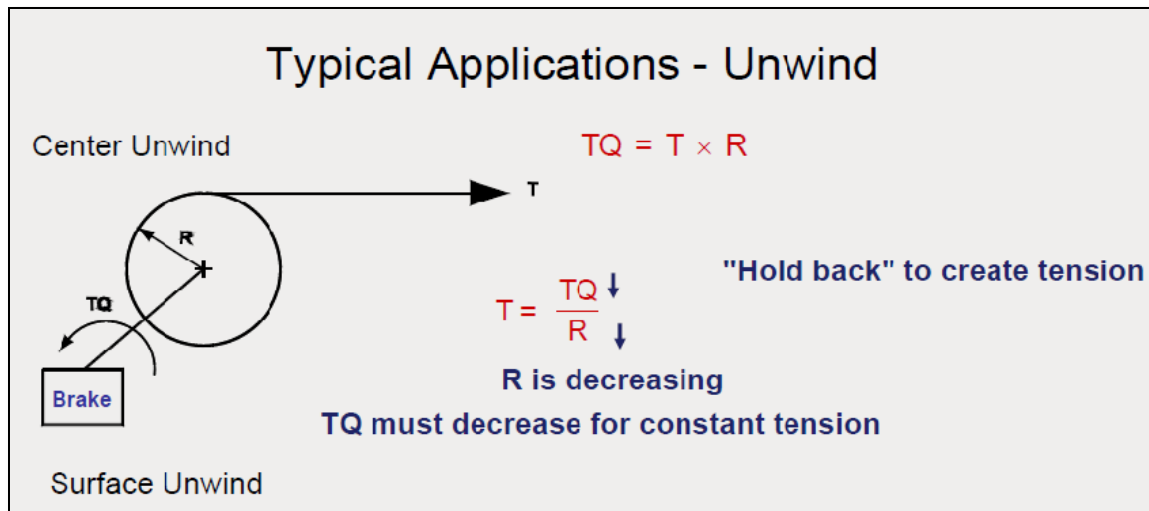 Typical Applications - Unwind
Center Unwind
TQ = T × R
T
R
"Hold back" to create tension
TQ
T = TQ
R
R is decreasing
Brake
TQ must decrease for constant tension
Surface Unwind